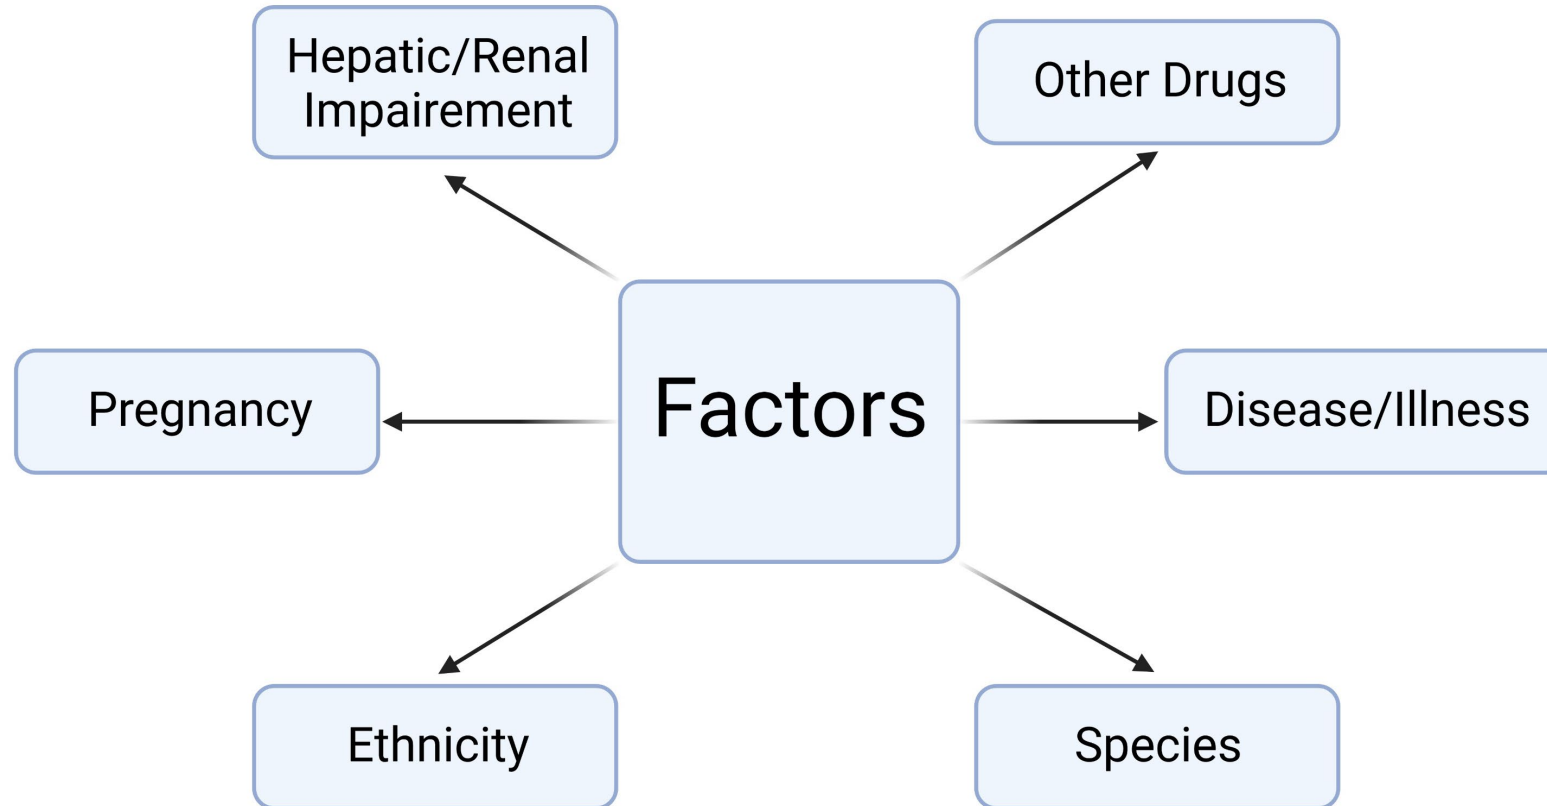 Hepatic/Renal
Impairement
Other Drugs
Pregnancy
Factors
Disease/Illness
Ethnicity
Species